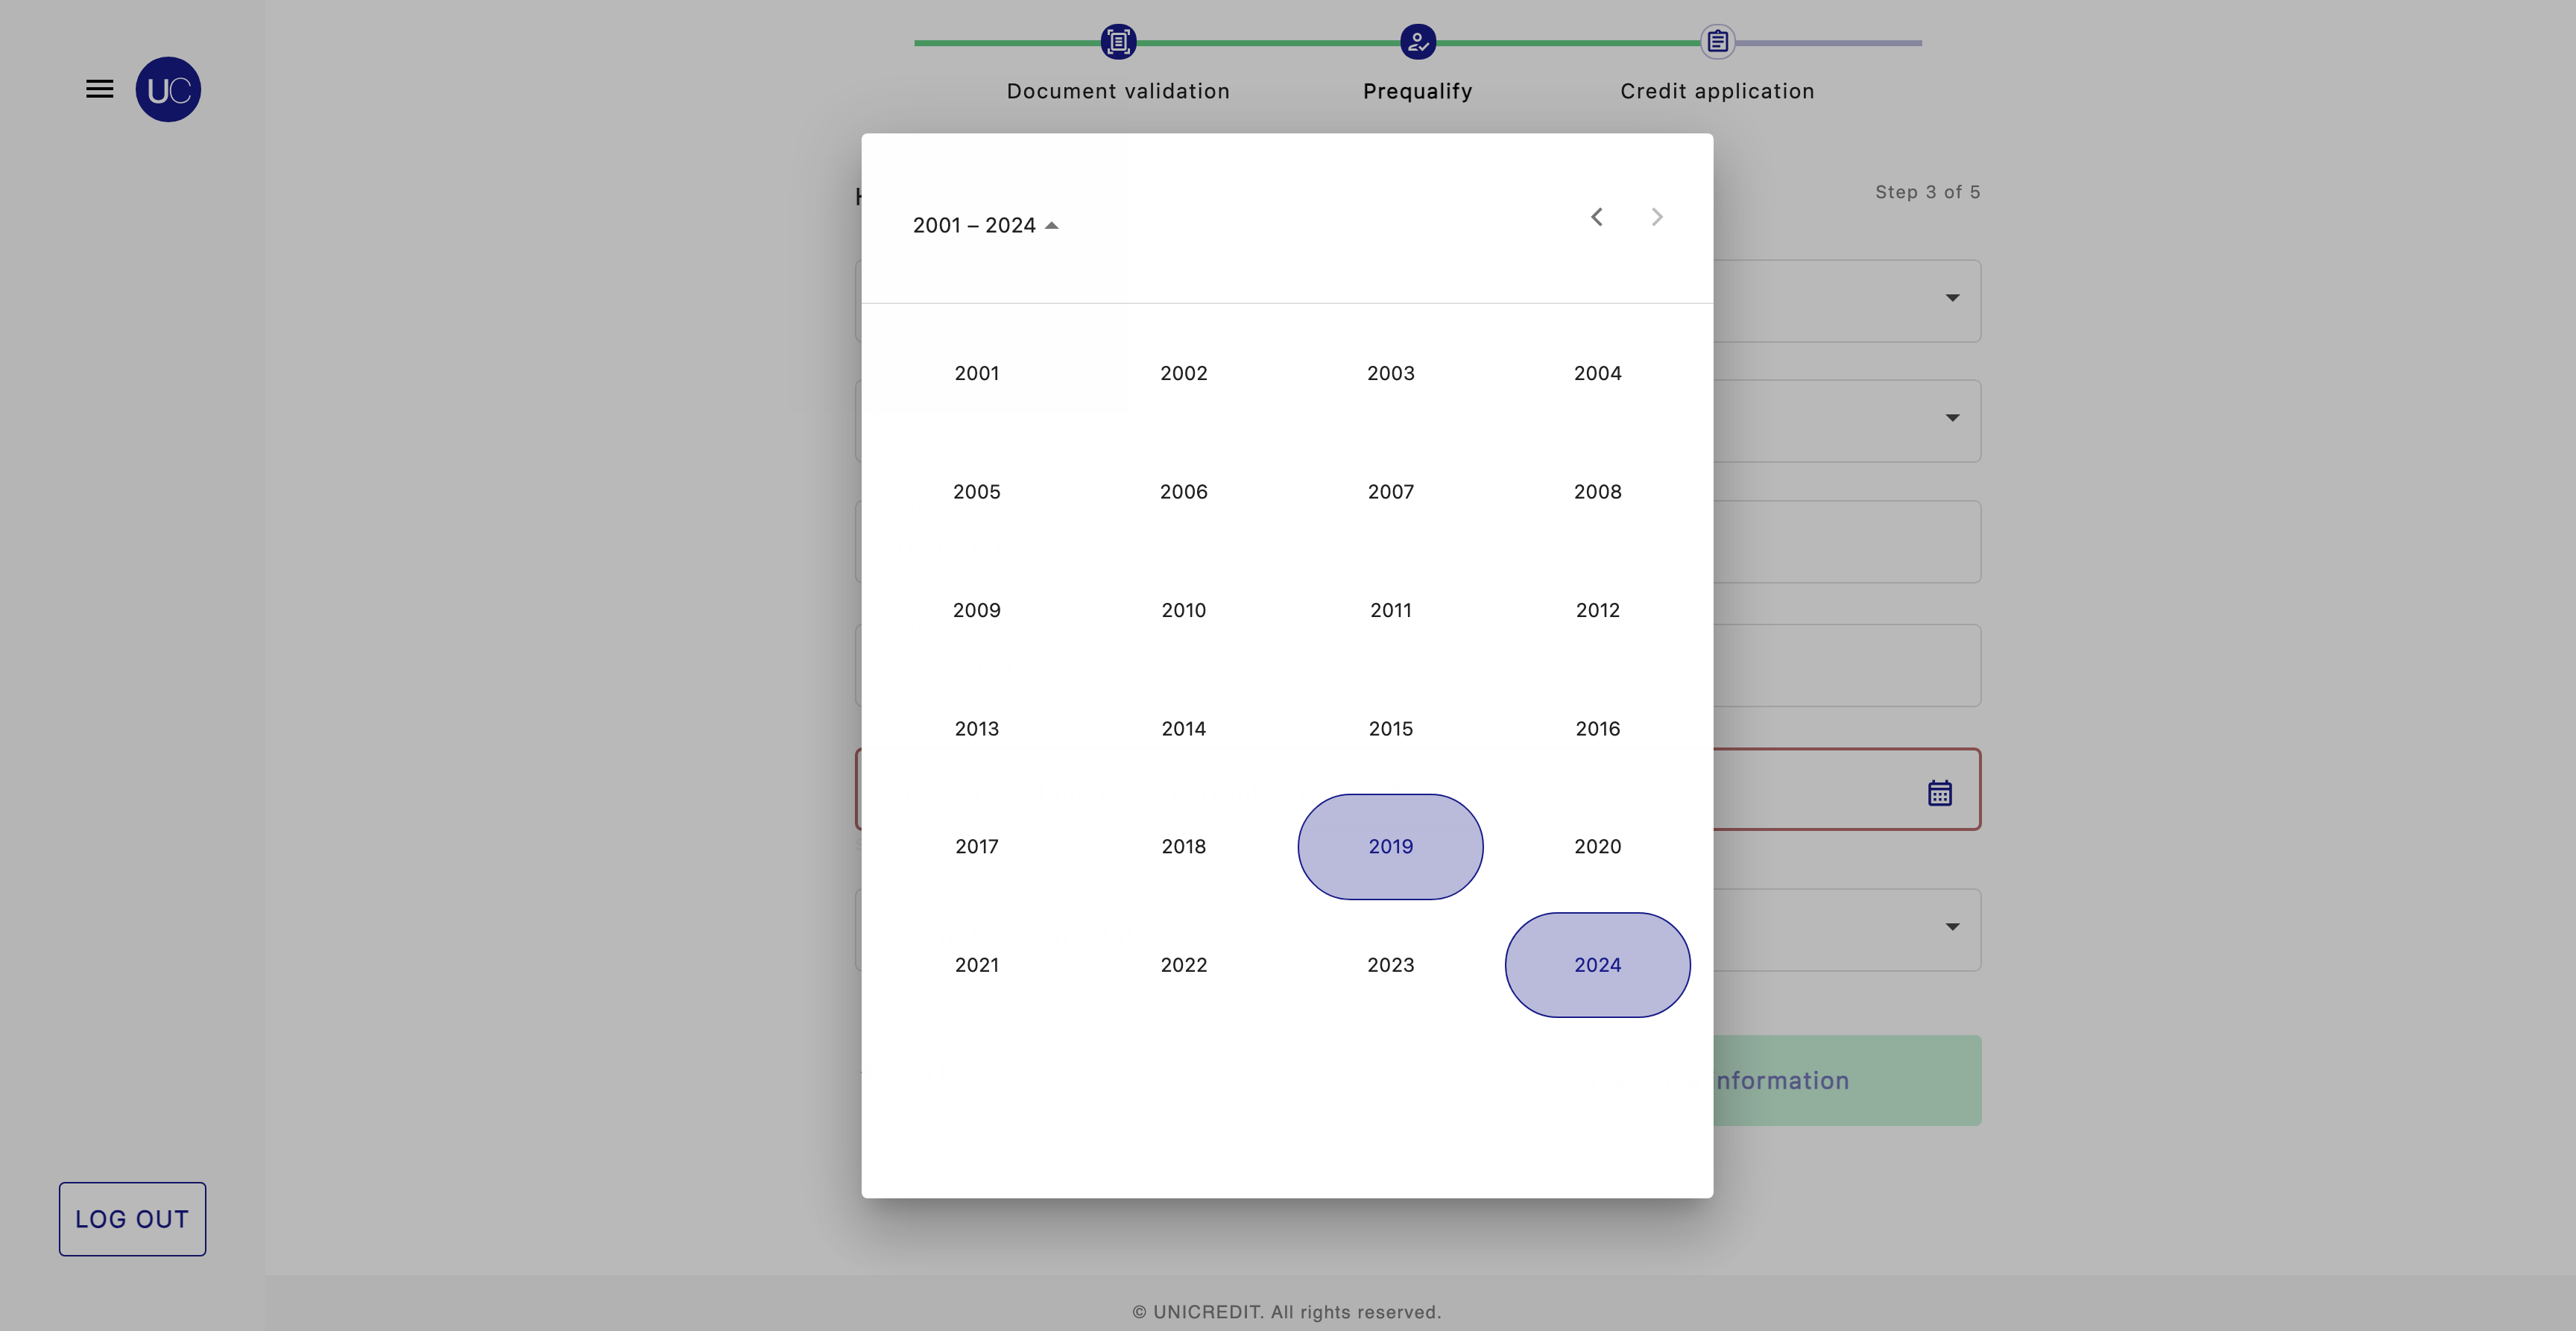 UC
Document validation
Prequalify
Credit application
Step 3 of 5
2001 – 2024
2001 2002 2003 2004
2005 2006 2007 2008
2009 2010 2011 2012
2013 2014 2015 2016
2017 2018 2019 2020
2021 2022 2023 2024
nformation
LOG OUT
© UNICREDIT. All rights reserved.